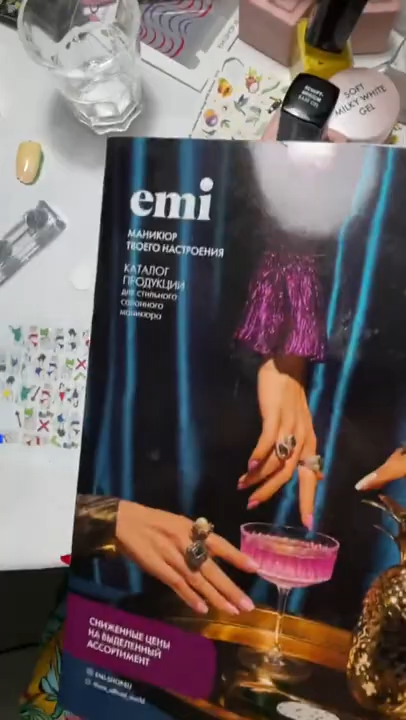 SOFT
MILKY WHITE
GEL
emi
МАНИКЮР
ТВОЕГО НАСТРОЕНИЯ
КАТАЛОГ
ПРОДУКЦИИ
для стильного
салонного
маникюра
СНИЖЕННЫЕ ЦЕНЫ
НА ВЫДЕЛЕННЫЙ
АССОРТИМЕНТ